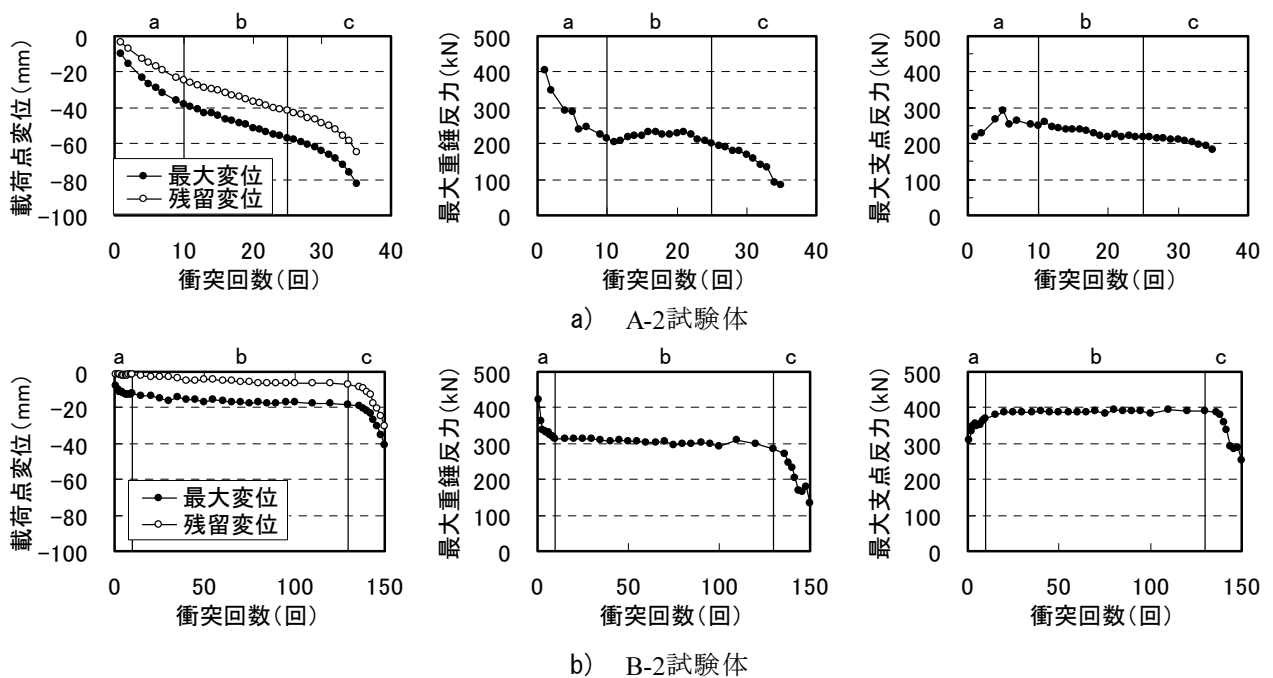 a b c
0
−20
−40
−60
−80
−100
載荷点変位(mm)
最大変位
残留変位
0 10 20 30 40
衝突回数(回)
a b c
500
400
300
200
100
0
最大重錘反力(kN)
0 10 20 30 40
衝突回数(回)
a b c
500
400
300
200
100
0
最大支点反力(kN)
0 10 20 30 40
衝突回数(回)
a) A-2試験体
a b c
0
−20
−40
−60
−80
−100
載荷点変位(mm)
最大変位
残留変位
0 50 100 150
衝突回数(回)
a b c
500
400
300
200
100
0
最大重錘反力(kN)
0 50 100 150
衝突回数(回)
a b c
500
400
300
200
100
0
最大支点反力(kN)
0 50 100 150
衝突回数(回)
b) B-2試験体